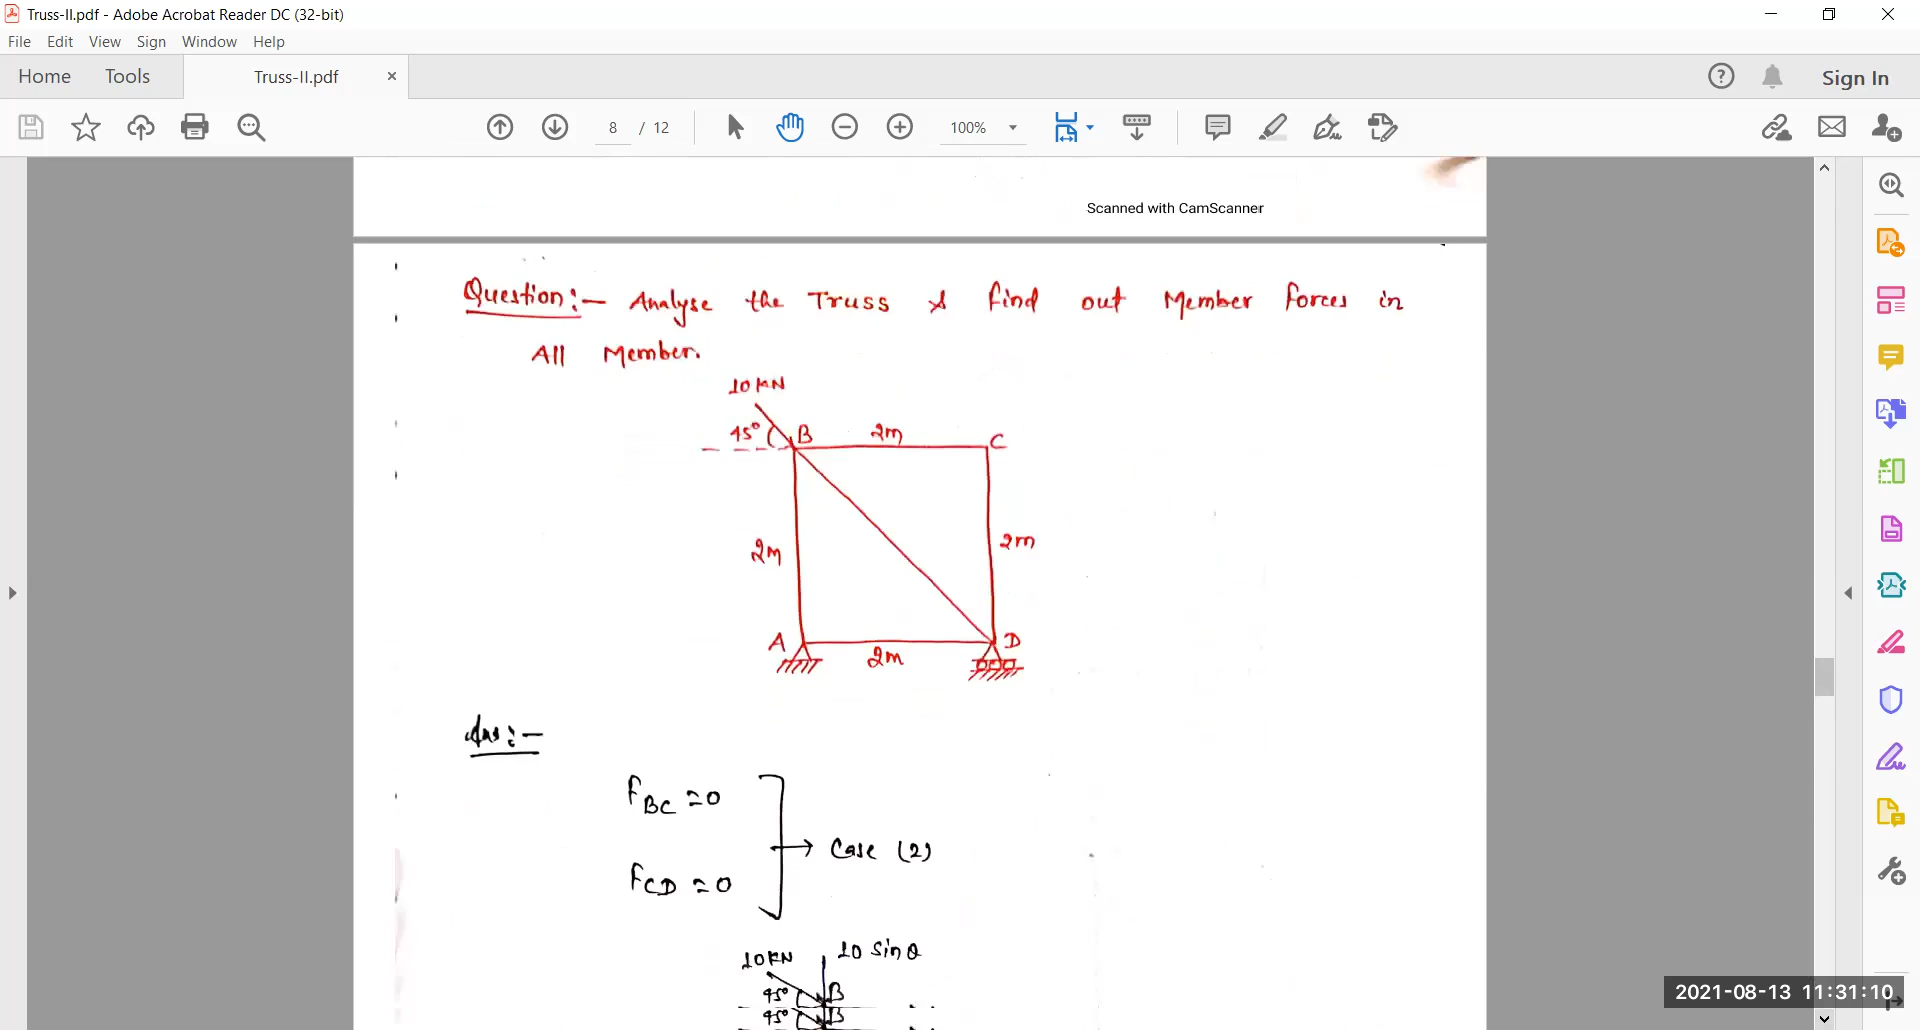 Truss-II.pdf - Adobe Acrobat Reader DC (32-bit)
File Edit View Sign Window Help
Home Tools Truss-II.pdf × Sign In
8 / 12 100%
Scanned with CamScanner
Question:- Analyse the Truss & find out Member forces in
All Member.
10 KN
45° B 2m C
2m 2m
A 2m D
Ans:-
FBC = 0
Case (2)
FCD = 0
10KN 10 Sin θ
45° B
45° B
2021-08-13 11:31:10